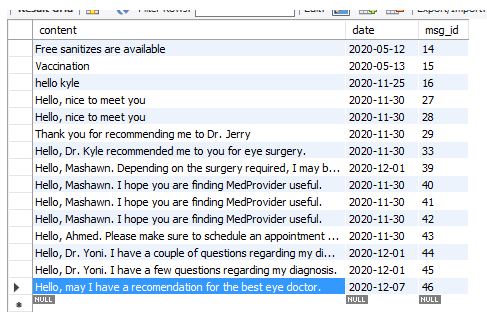 Result Grid Filter Rows: Edit: Export/Import
content date msg_id
Free sanitizes are available 2020-05-12 14
Vaccination 2020-05-13 15
hello kyle 2020-11-25 16
Hello, nice to meet you 2020-11-30 27
Hello, nice to meet you 2020-11-30 28
Thank you for recommending me to Dr. Jerry 2020-11-30 29
Hello, Dr. Kyle recommended me to you for eye surgery. 2020-11-30 33
Hello, Mashawn. Depending on the surgery required, I may b... 2020-12-01 39
Hello, Mashawn. I hope you are finding MedProvider useful. 2020-11-30 40
Hello, Mashawn. I hope you are finding MedProvider useful. 2020-11-30 41
Hello, Mashawn. I hope you are finding MedProvider useful. 2020-11-30 42
Hello, Ahmed. Please make sure to schedule an appointment ... 2020-11-30 43
Hello, Dr. Yoni. I have a couple of questions regarding my di... 2020-12-01 44
Hello, Dr. Yoni. I have a few questions regarding my diagnosis. 2020-12-01 45
Hello, may I have a recomendation for the best eye doctor. 2020-12-07 46
NULL NULL NULL